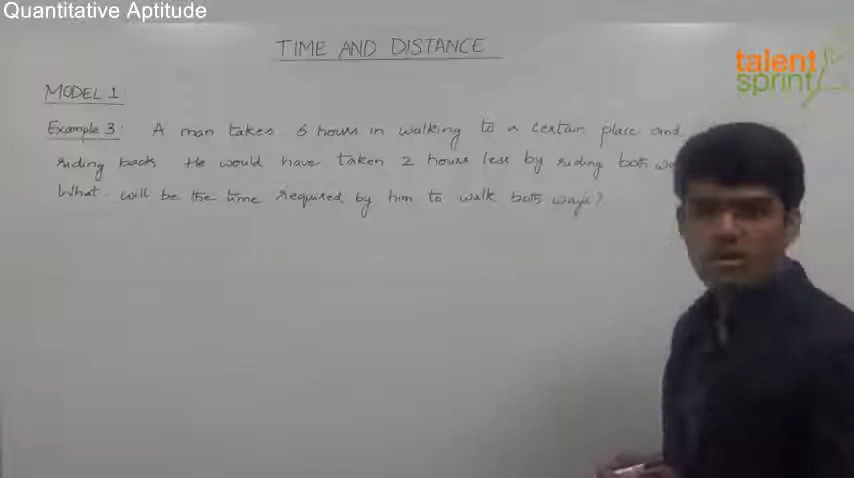 Quantitative Aptitude
TIME AND DISTANCE
talent
sprint
MODEL 1
Example 3: A man takes 6 hours in walking to a certain place and
riding back. He would have taken 2 hours less by riding both
What will be the time required by him to walk both ways?